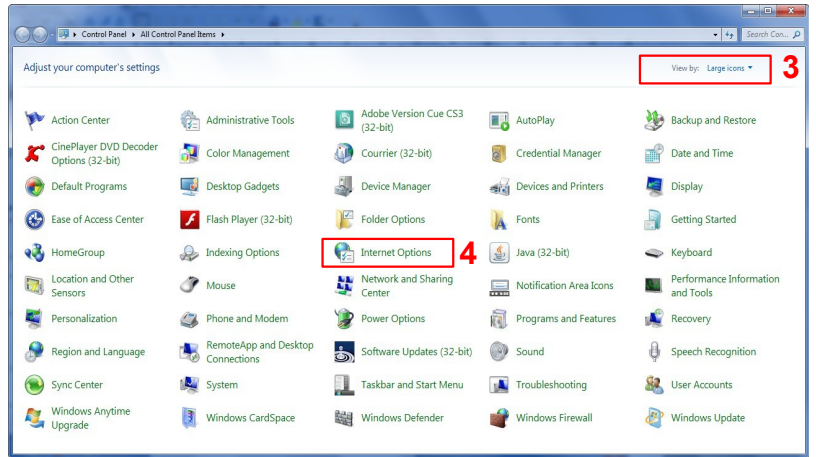 Control Panel ▸ All Control Panel Items ▸
Search Con...
Adjust your computer's settings
View by: Large icons
3
Action Center
Administrative Tools
Adobe Version Cue CS3
(32-bit)
AutoPlay
Backup and Restore
CinePlayer DVD Decoder
Options (32-bit)
Color Management
Courrier (32-bit)
Credential Manager
Date and Time
Default Programs
Desktop Gadgets
Device Manager
Devices and Printers
Display
Ease of Access Center
Flash Player (32-bit)
Folder Options
Fonts
Getting Started
HomeGroup
Indexing Options
Internet Options
4
Java (32-bit)
Keyboard
Location and Other
Sensors
Mouse
Network and Sharing
Center
Notification Area Icons
Performance Information
and Tools
Personalization
Phone and Modem
Power Options
Programs and Features
Recovery
Region and Language
RemoteApp and Desktop
Connections
Software Updates (32-bit)
Sound
Speech Recognition
Sync Center
System
Taskbar and Start Menu
Troubleshooting
User Accounts
Windows Anytime
Upgrade
Windows CardSpace
Windows Defender
Windows Firewall
Windows Update